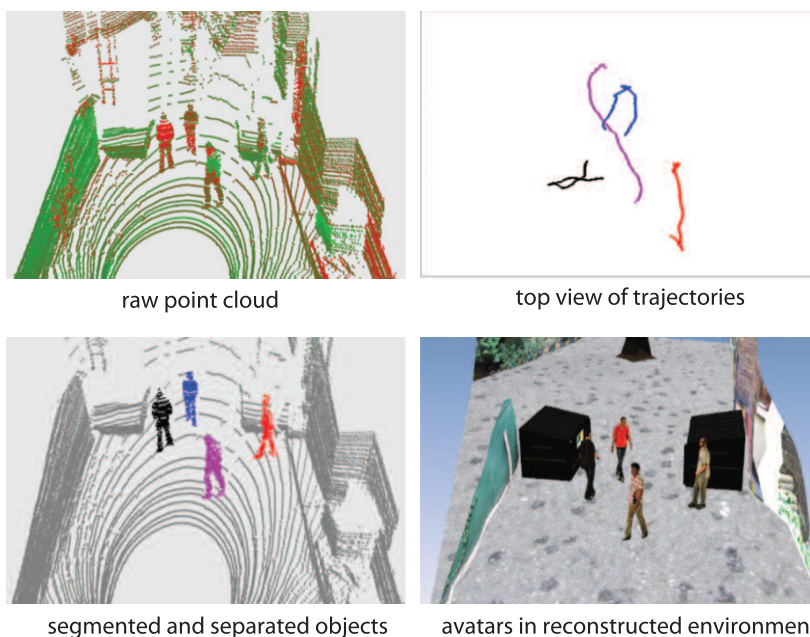 raw point cloud
top view of trajectories
segmented and separated objects
avatars in reconstructed environmen